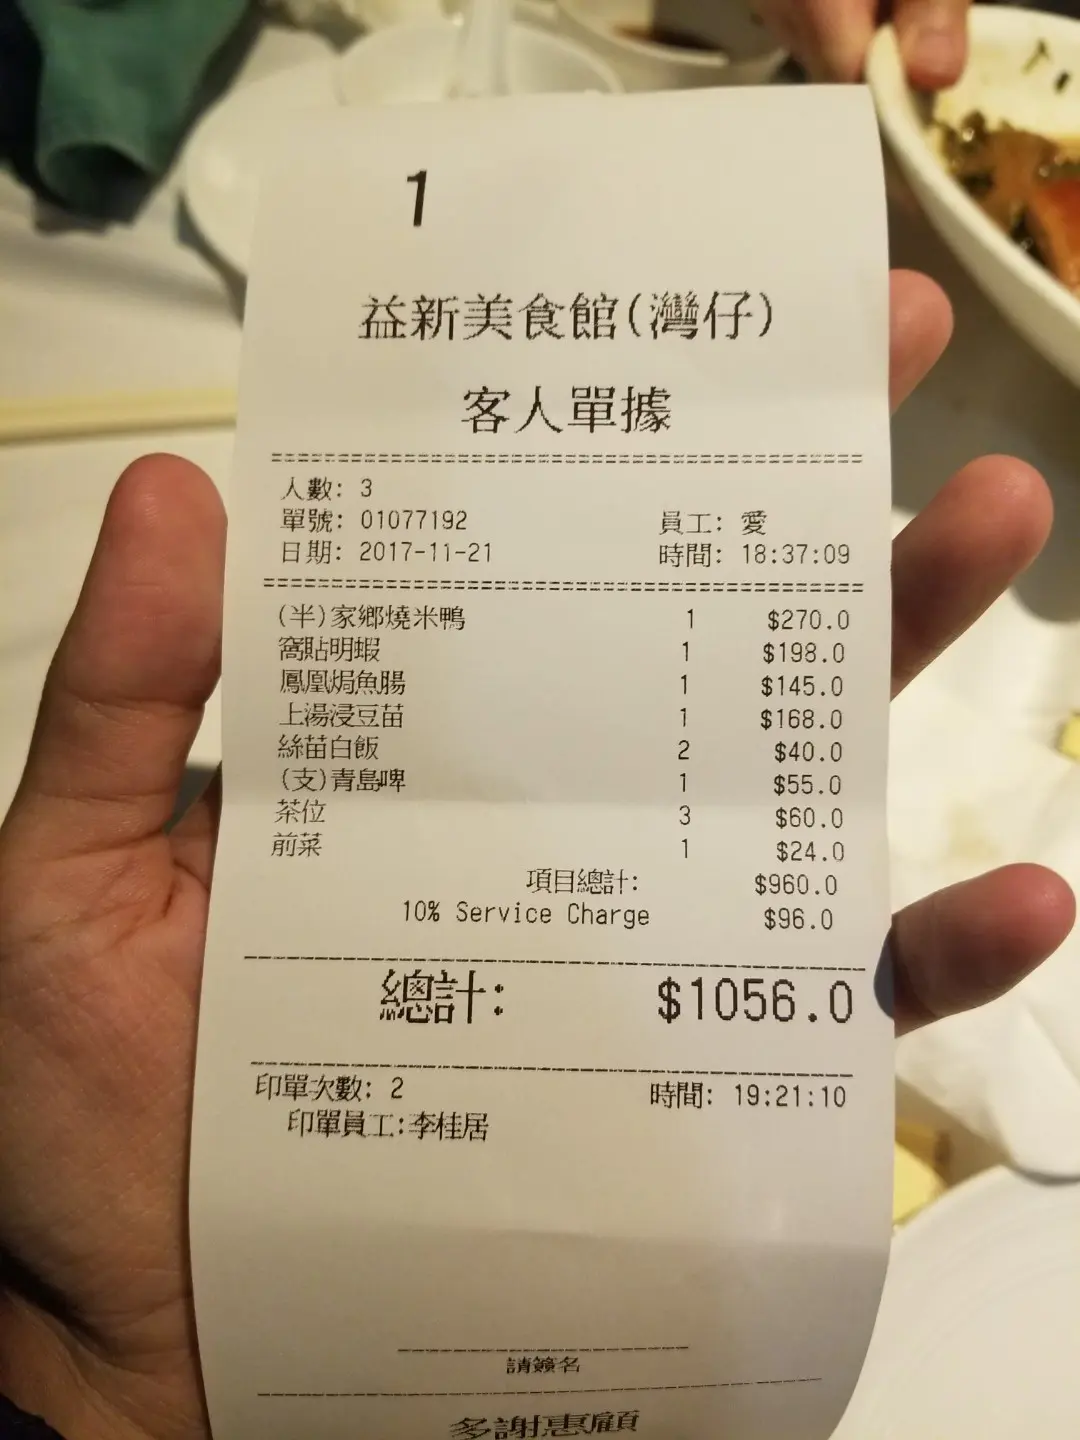 1
益新美食館(灣仔)
客人單據
人數: 3
單號: 01077192 員工: 愛
日期: 2017-11-21 時間: 18:37:09
(半)家鄉燒米鴨 1 $270.0
窩貼明蝦 1 $198.0
鳳凰焗魚腸 1 $145.0
上湯浸豆苗 1 $168.0
絲苗白飯 2 $40.0
(支)青島啤 1 $55.0
茶位 3 $60.0
前菜 1 $24.0
項目總計: $960.0
10% Service Charge $96.0
總計: $1056.0
印單次數: 2 時間: 19:21:10
印單員工:李桂居
請簽名
多謝惠顧